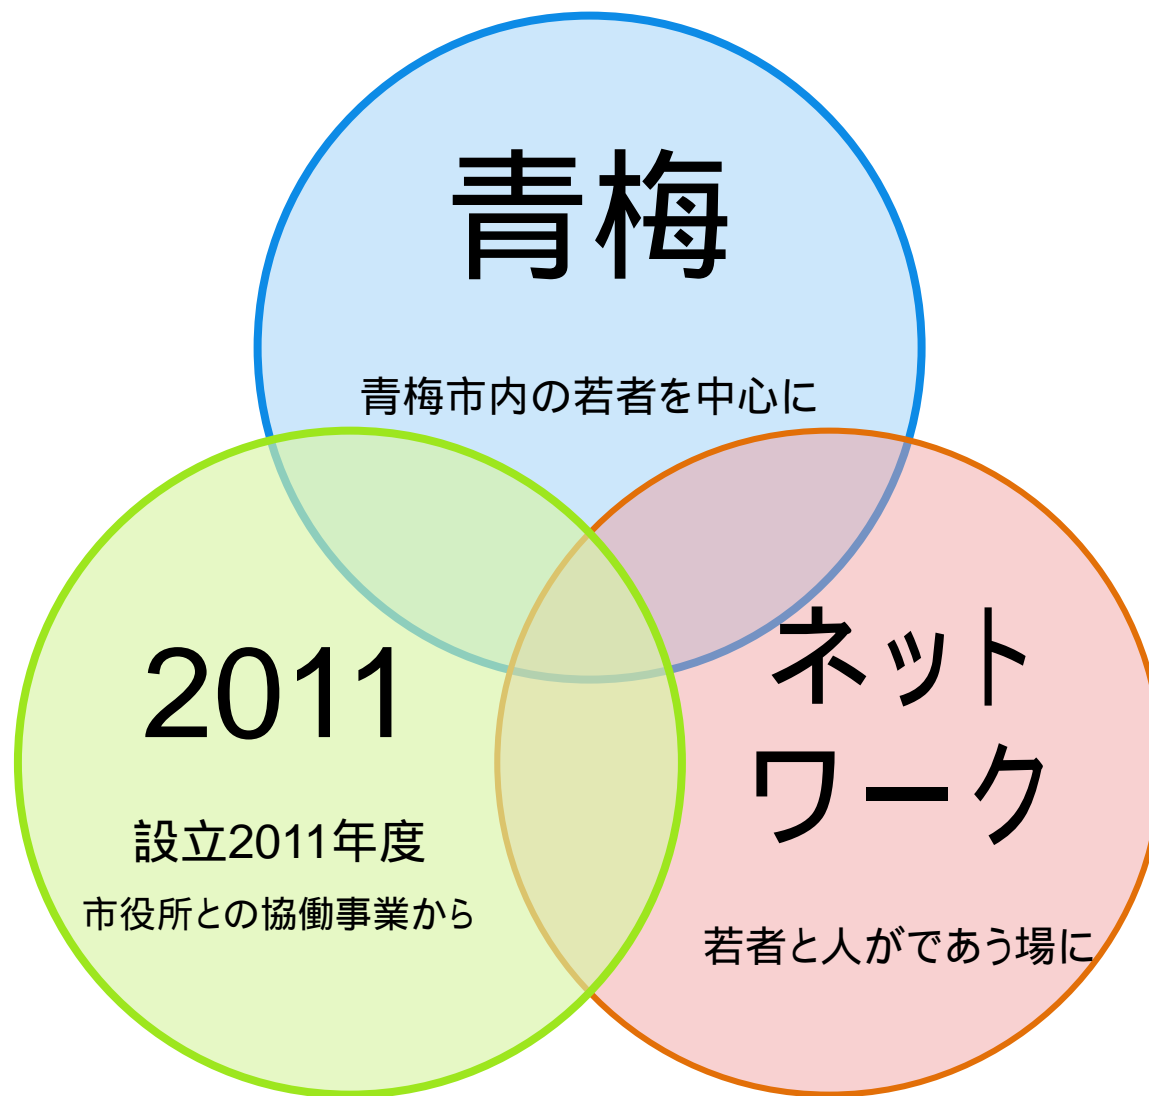 青梅
青梅市内の若者を中心に
2011
設立2011年度
市役所との協働事業から
ネット
ワーク
若者と人がであう場に